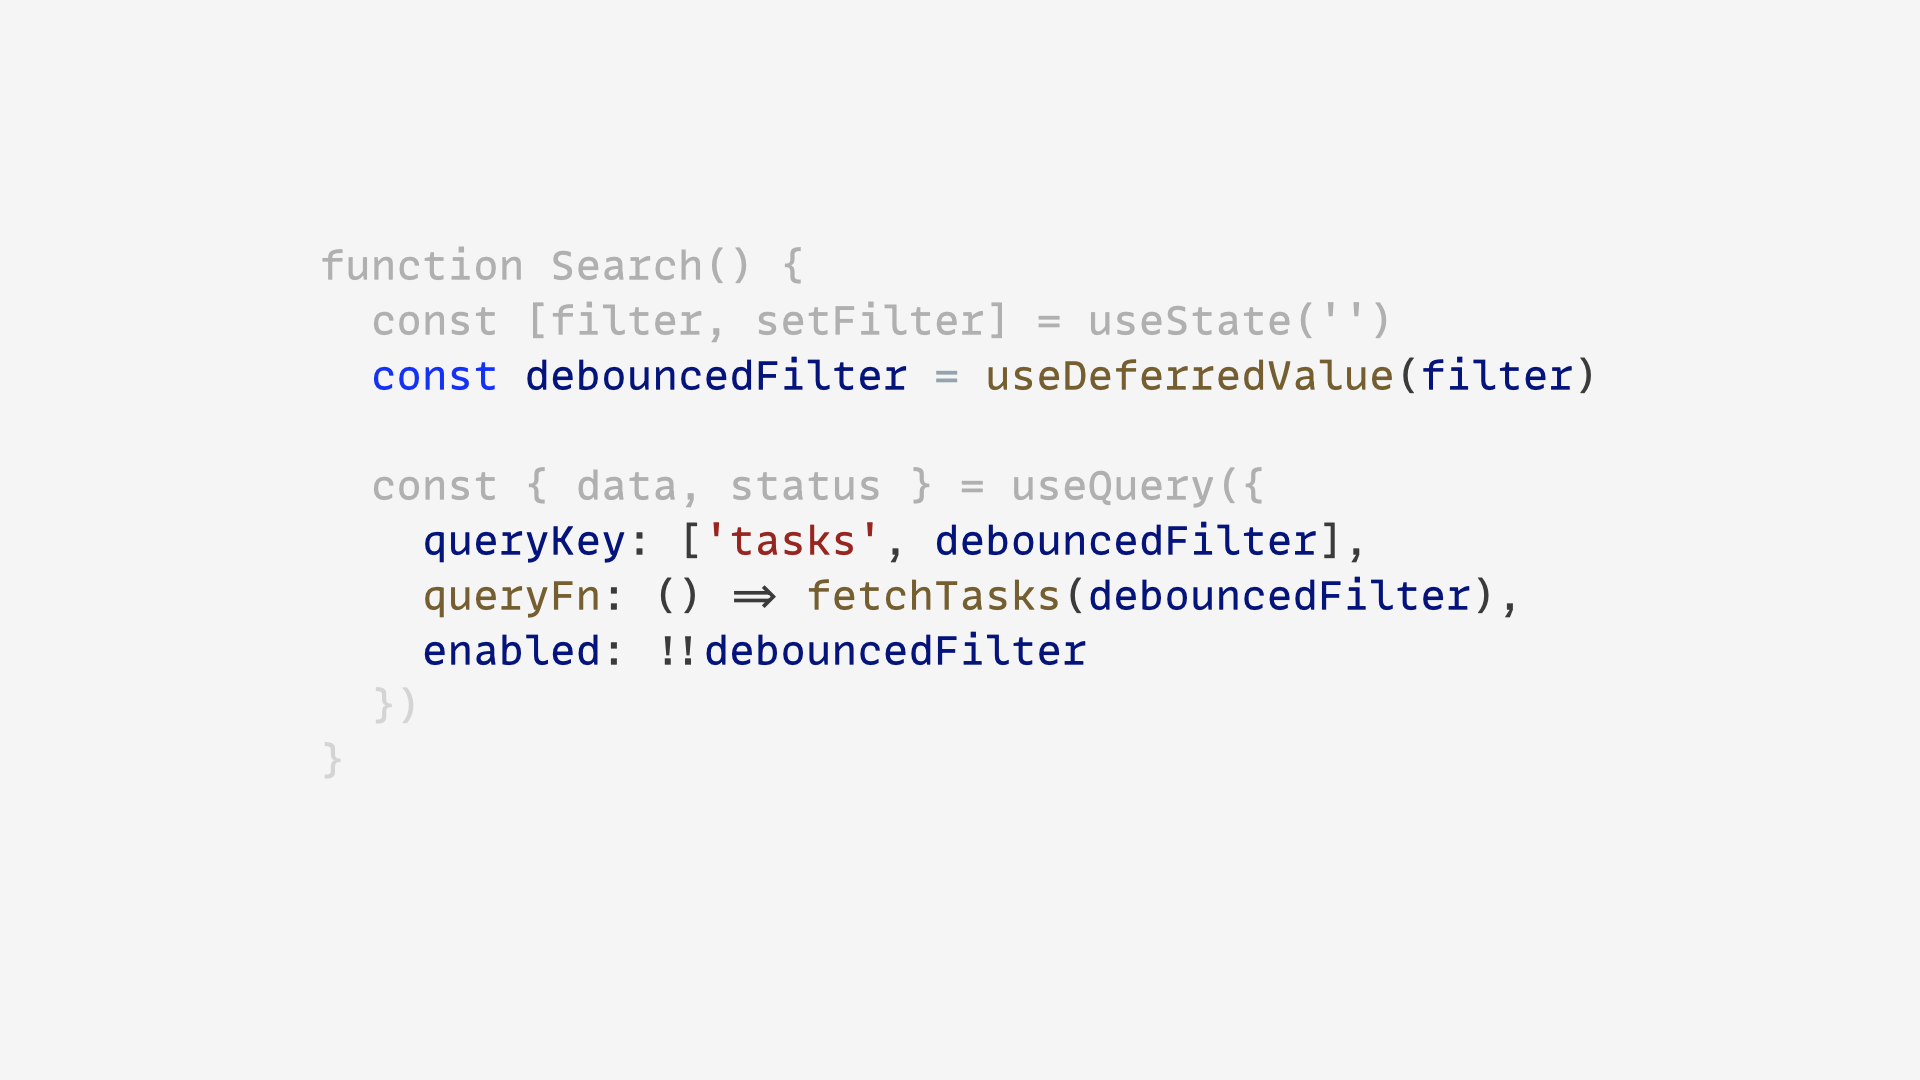 function Search() {
  const [filter, setFilter] = useState('')
  const debouncedFilter = useDeferredValue(filter)

  const { data, status } = useQuery({
    queryKey: ['tasks', debouncedFilter],
    queryFn: () => fetchTasks(debouncedFilter),
    enabled: !!debouncedFilter
  })
}